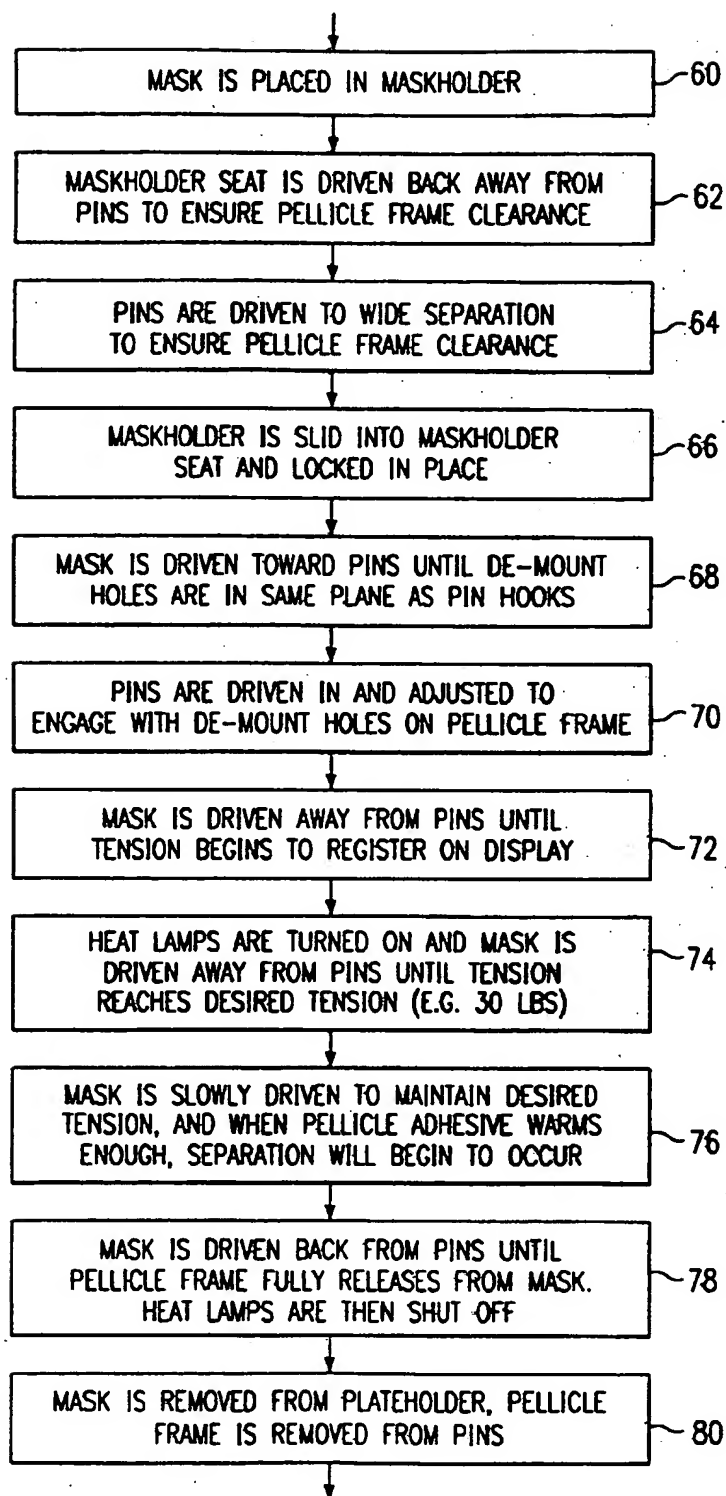 MASK IS PLACED IN MASKHOLDER
60
MASKHOLDER SEAT IS DRIVEN BACK AWAY FROM
PINS TO ENSURE PELLICLE FRAME CLEARANCE
62
PINS ARE DRIVEN TO WIDE SEPARATION
TO ENSURE PELLICLE FRAME CLEARANCE
64
MASKHOLDER IS SLID INTO MASKHOLDER
SEAT AND LOCKED IN PLACE
66
MASK IS DRIVEN TOWARD PINS UNTIL DE-MOUNT
HOLES ARE IN SAME PLANE AS PIN HOOKS
68
PINS ARE DRIVEN IN AND ADJUSTED TO
ENGAGE WITH DE-MOUNT HOLES ON PELLICLE FRAME
70
MASK IS DRIVEN AWAY FROM PINS UNTIL
TENSION BEGINS TO REGISTER ON DISPLAY
72
HEAT LAMPS ARE TURNED ON AND MASK IS
DRIVEN AWAY FROM PINS UNTIL TENSION
REACHES DESIRED TENSION (E.G. 30 LBS)
74
MASK IS SLOWLY DRIVEN TO MAINTAIN DESIRED
TENSION, AND WHEN PELLICLE ADHESIVE WARMS
ENOUGH, SEPARATION WILL BEGIN TO OCCUR
76
MASK IS DRIVEN BACK FROM PINS UNTIL
PELLICLE FRAME FULLY RELEASES FROM MASK.
HEAT LAMPS ARE THEN SHUT OFF
78
MASK IS REMOVED FROM PLATEHOLDER, PELLICLE
FRAME IS REMOVED FROM PINS
80